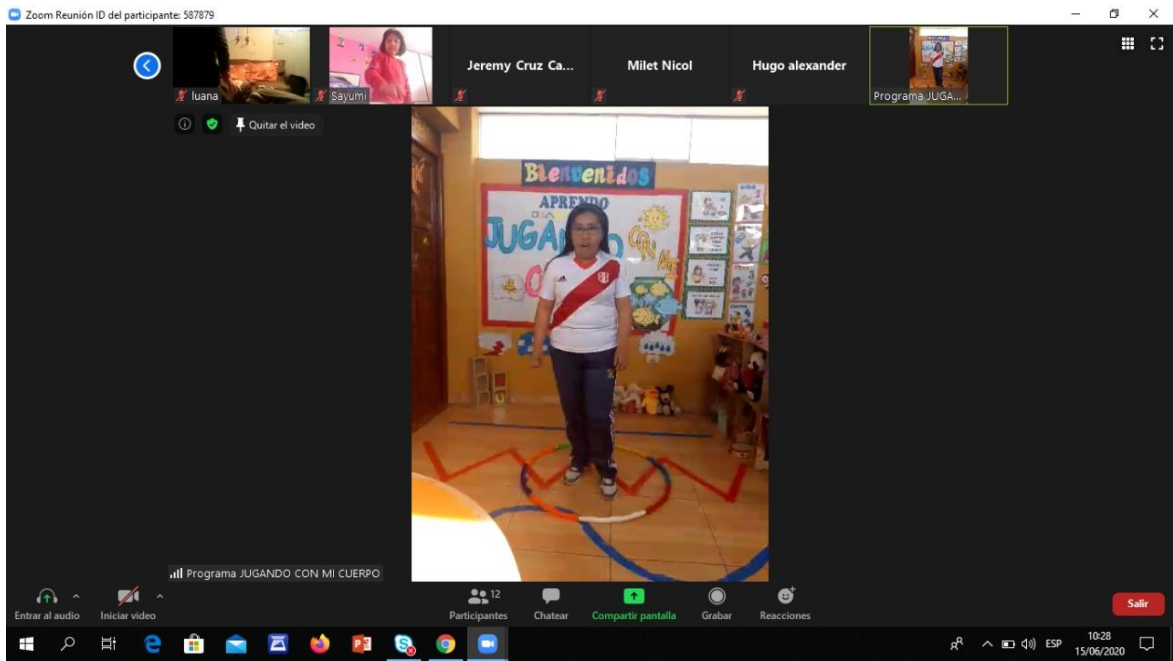 Zoom Reunión ID del participante: 587879
luana
Sayumi
Jeremy Cruz Ca...
Milet Nicol
Hugo alexander
Programa JUGA...
Quitar el video
Bienvenidos
APRENDO
JUGANDO
CON MI
Programa JUGANDO CON MI CUERPO
Entrar al audio
Iniciar video
12
Participantes
Chatear
Compartir pantalla
Grabar
Reacciones
Salir
ESP
10:28
15/06/2020